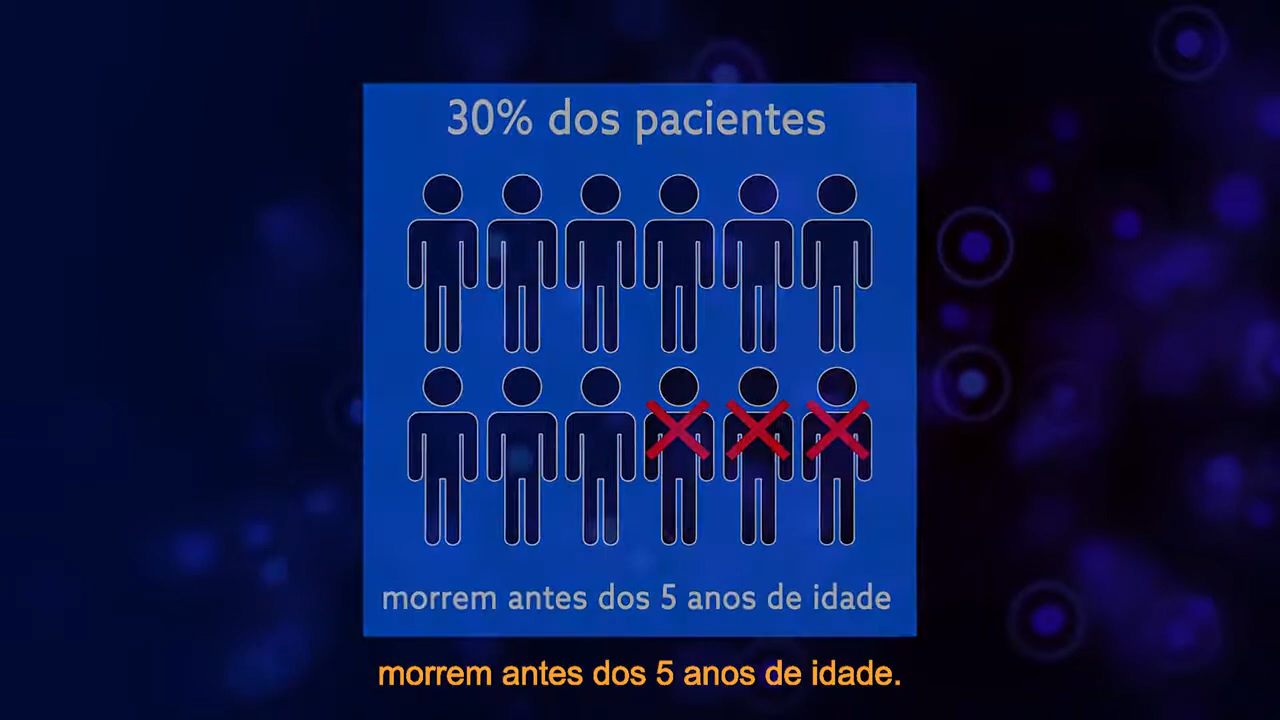 30% dos pacientes
morrem antes dos 5 anos de idade
morrem antes dos 5 anos de idade.